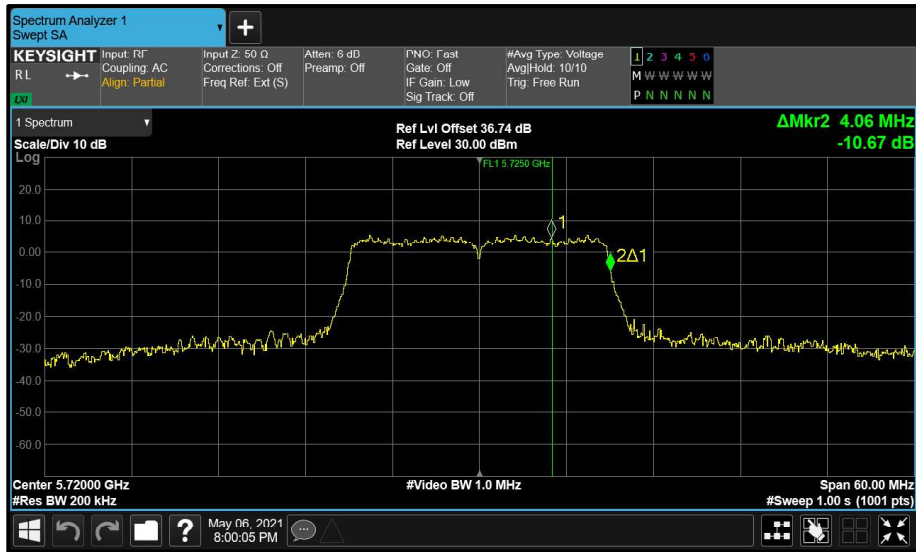 Spectrum Analyzer 1
Swept SA
+
KEYSIGHT
RL
LXI
Input: RF
Coupling: AC
Align: Partial
Input Z: 50 Ω
Corrections: Off
Freq Ref: Ext (S)
Atten: 6 dB
Preamp: Off
PNO: Fast
Gate: Off
IF Gain: Low
Sig Track: Off
#Avg Type: Voltage
Avg|Hold: 10/10
Trig: Free Run
1 2 3 4 5 6
M W W W W W
P N N N N N
1 Spectrum
Scale/Div 10 dB
Log
Ref Lvl Offset 36.74 dB
Ref Level 30.00 dBm
ΔMkr2 4.06 MHz
-10.67 dB
FL1 5.7250 GHz
1
2Δ1
20.0
10.0
0.00
-10.0
-20.0
-30.0
-40.0
-50.0
-60.0
Center 5.72000 GHz
#Res BW 200 kHz
#Video BW 1.0 MHz
Span 60.00 MHz
#Sweep 1.00 s (1001 pts)
?
May 06, 2021
8:00:05 PM